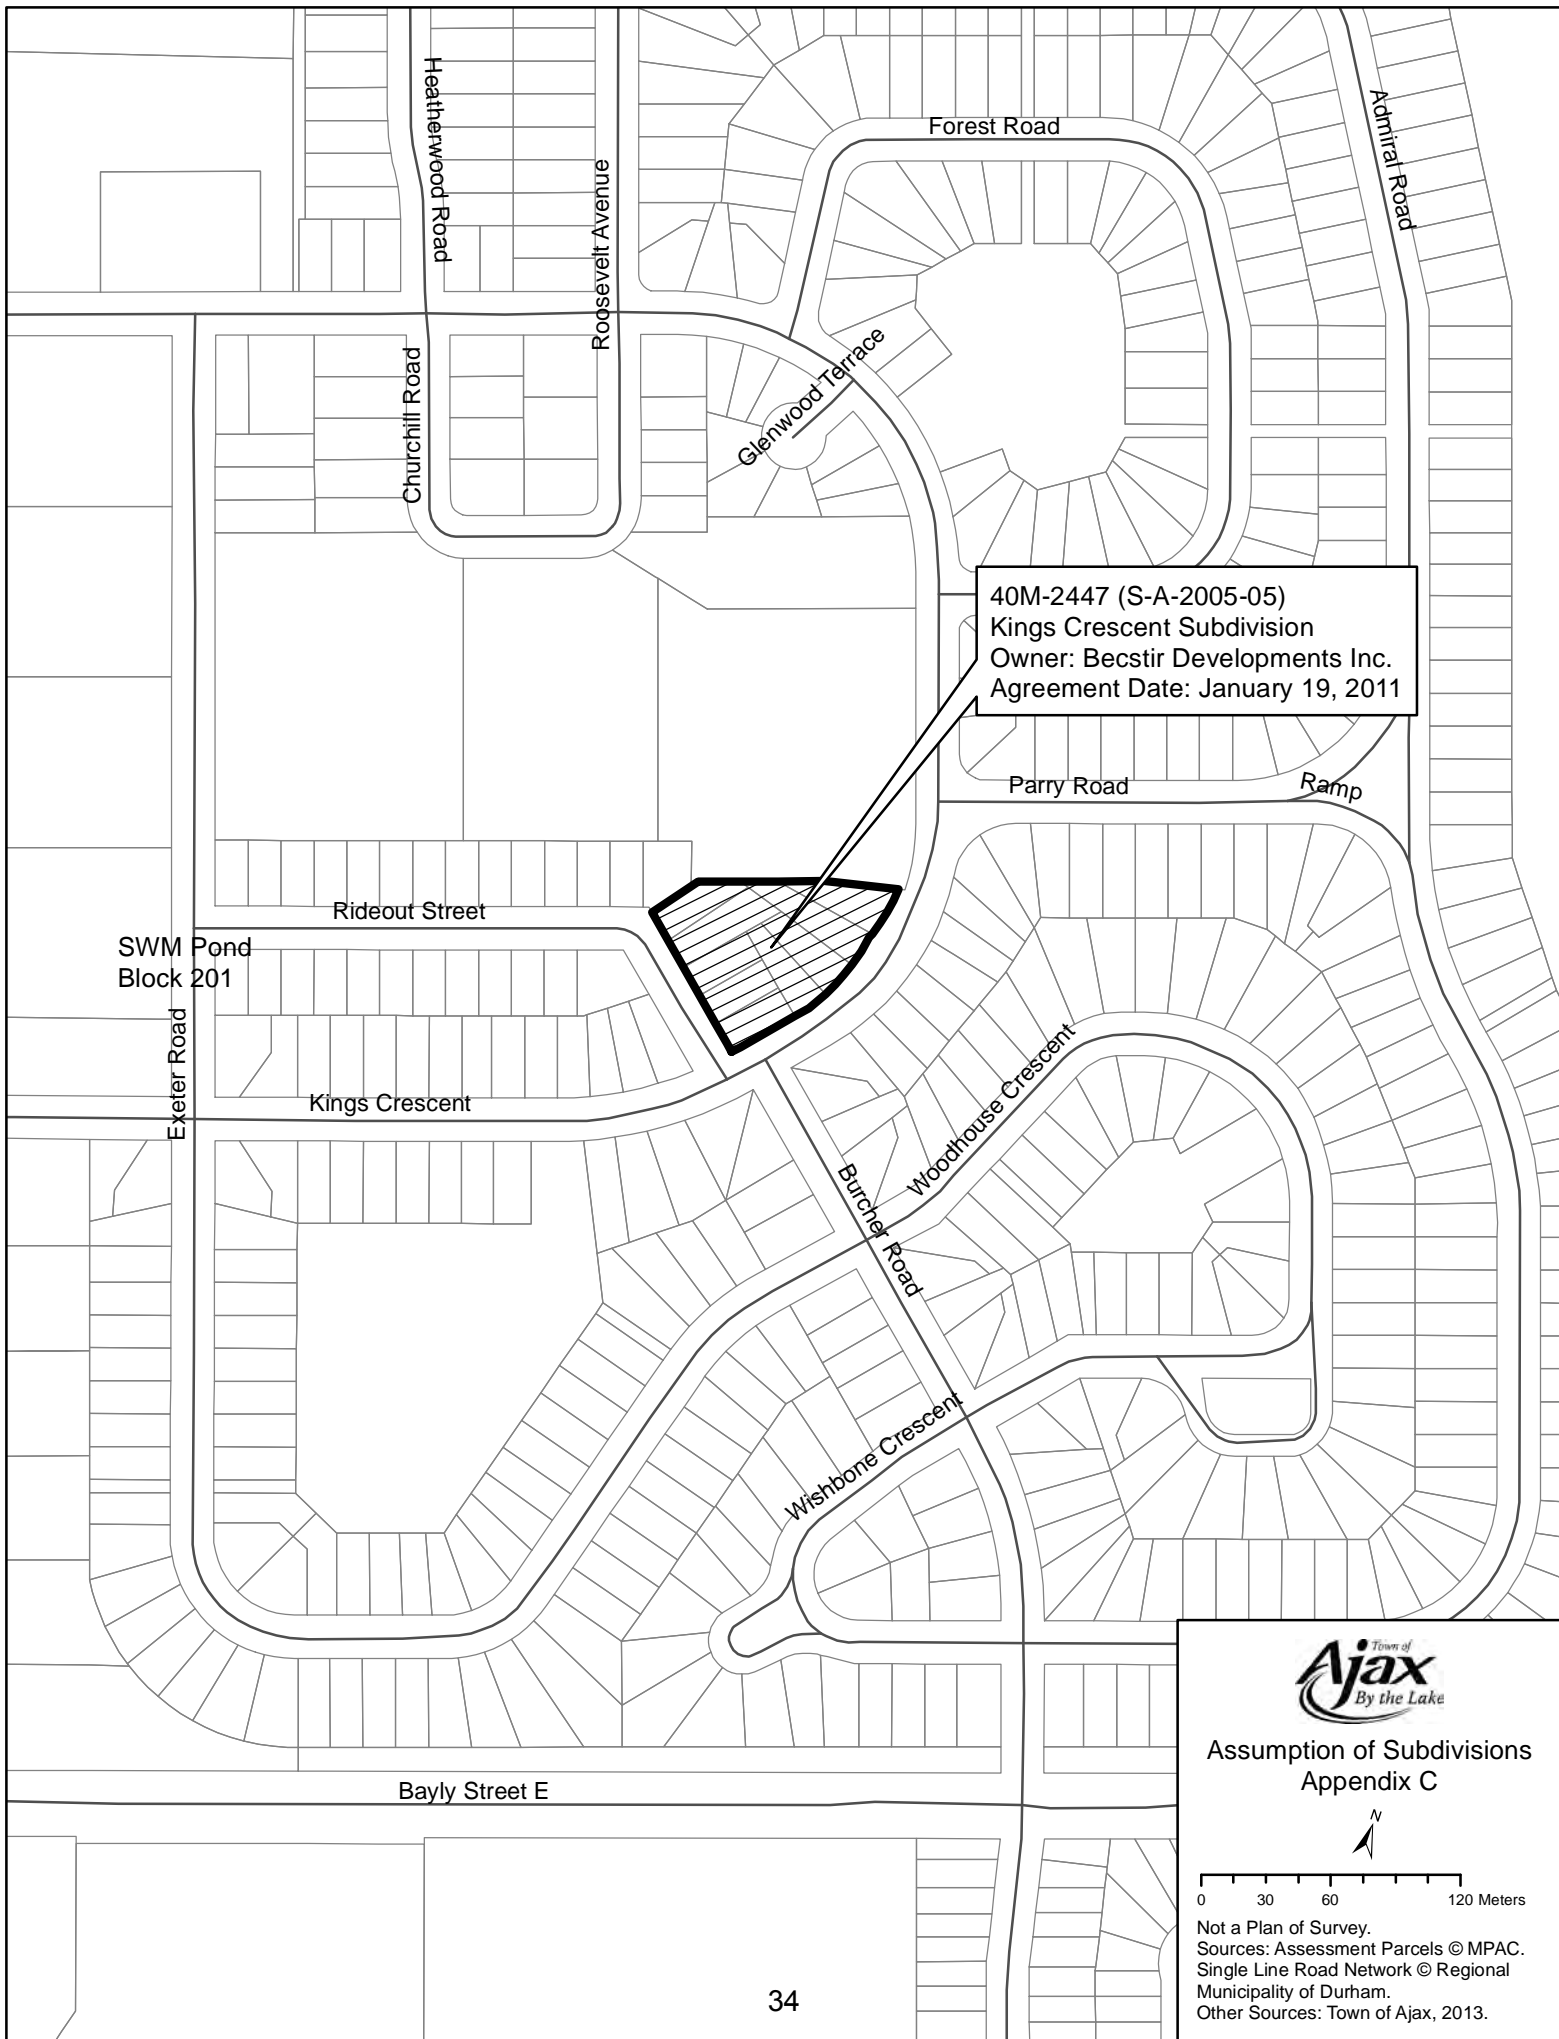 Heatherwood Road
Roosevelt Avenue
Forest Road
Admiral Road
Churchill Road
Glenwood Terrace
40M-2447 (S-A-2005-05)
Kings Crescent Subdivision
Owner: Becstir Developments Inc.
Agreement Date: January 19, 2011
Parry Road
Ramp
Rideout Street
SWM Pond
Block 201
Exeter Road
Kings Crescent
Woodhouse Crescent
Burcher Road
Wishbone Crescent
Bayly Street E
Town of
Ajax
By the Lake
Assumption of Subdivisions
Appendix C
N
0 30 60 120 Meters
Not a Plan of Survey.
Sources: Assessment Parcels © MPAC.
Single Line Road Network © Regional
Municipality of Durham.
Other Sources: Town of Ajax, 2013.
34